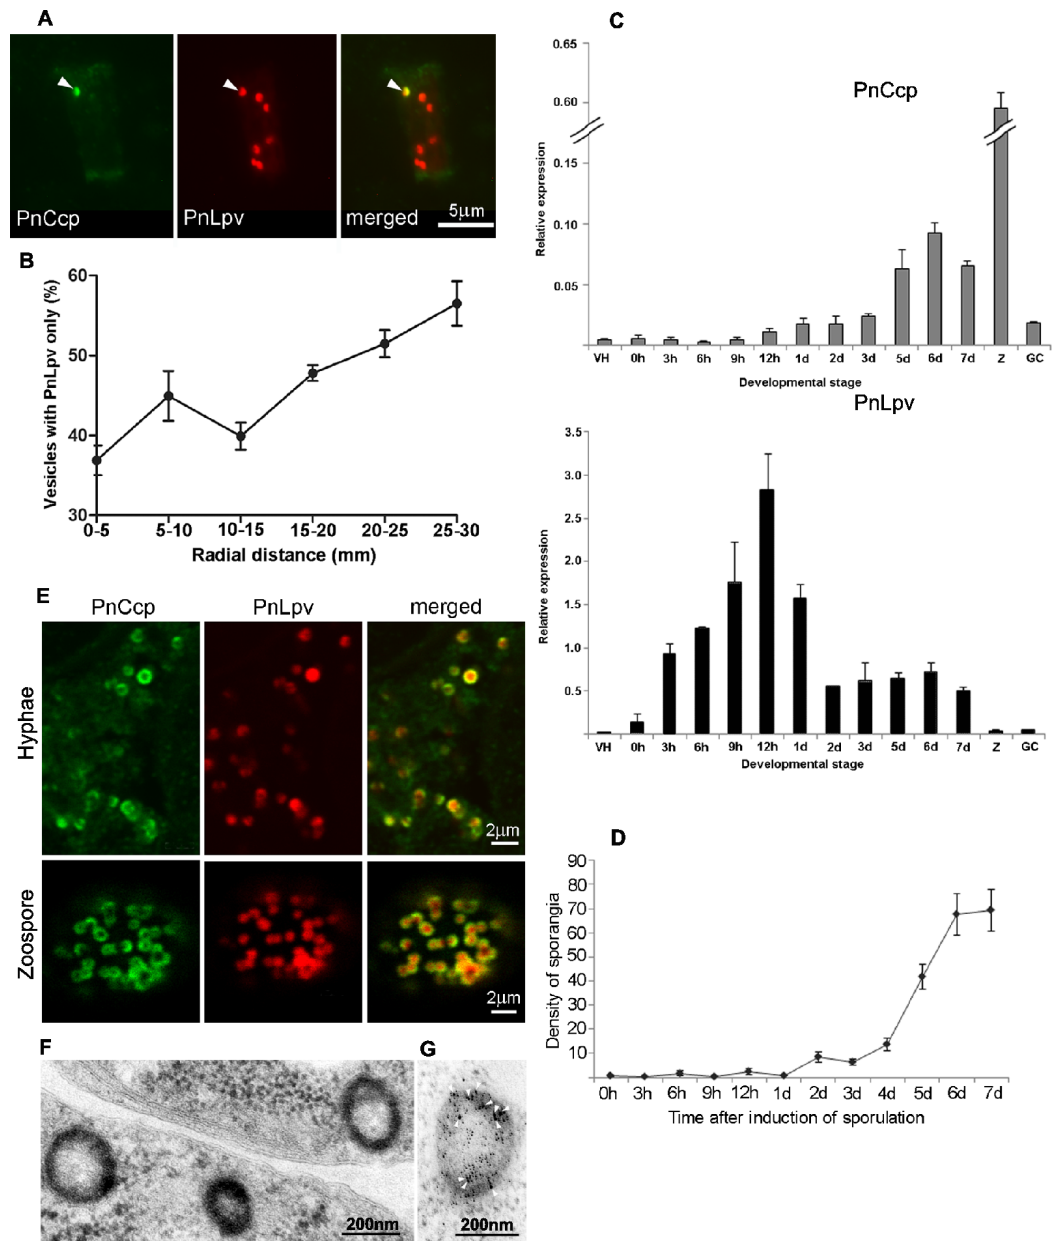 A
PnCcp
PnLpv
merged
5μm
B
Vesicles with PnLpv only (%)
60
50
40
30
0-5 5-10 10-15 15-20 20-25 25-30
Radial distance (mm)
C
PnCcp
Relative expression
0.65
0.60
0.15
0.10
0.05
VH 0h 3h 6h 9h 12h 1d 2d 3d 5d 6d 7d Z GC
Developmental stage
PnLpv
Relative expression
3.5
3.0
2.5
2.0
1.5
1.0
0.5
VH 0h 3h 6h 9h 12h 1d 2d 3d 5d 6d 7d Z GC
Developmental stage
D
Density of sporangia
90
80
70
60
50
40
30
20
10
0h 3h 6h 9h 12h 1d 2d 3d 4d 5d 6d 7d
Time after induction of sporulation
E
PnCcp PnLpv merged
Hyphae
2μm
Zoospore
2μm
F
200nm
G
200nm